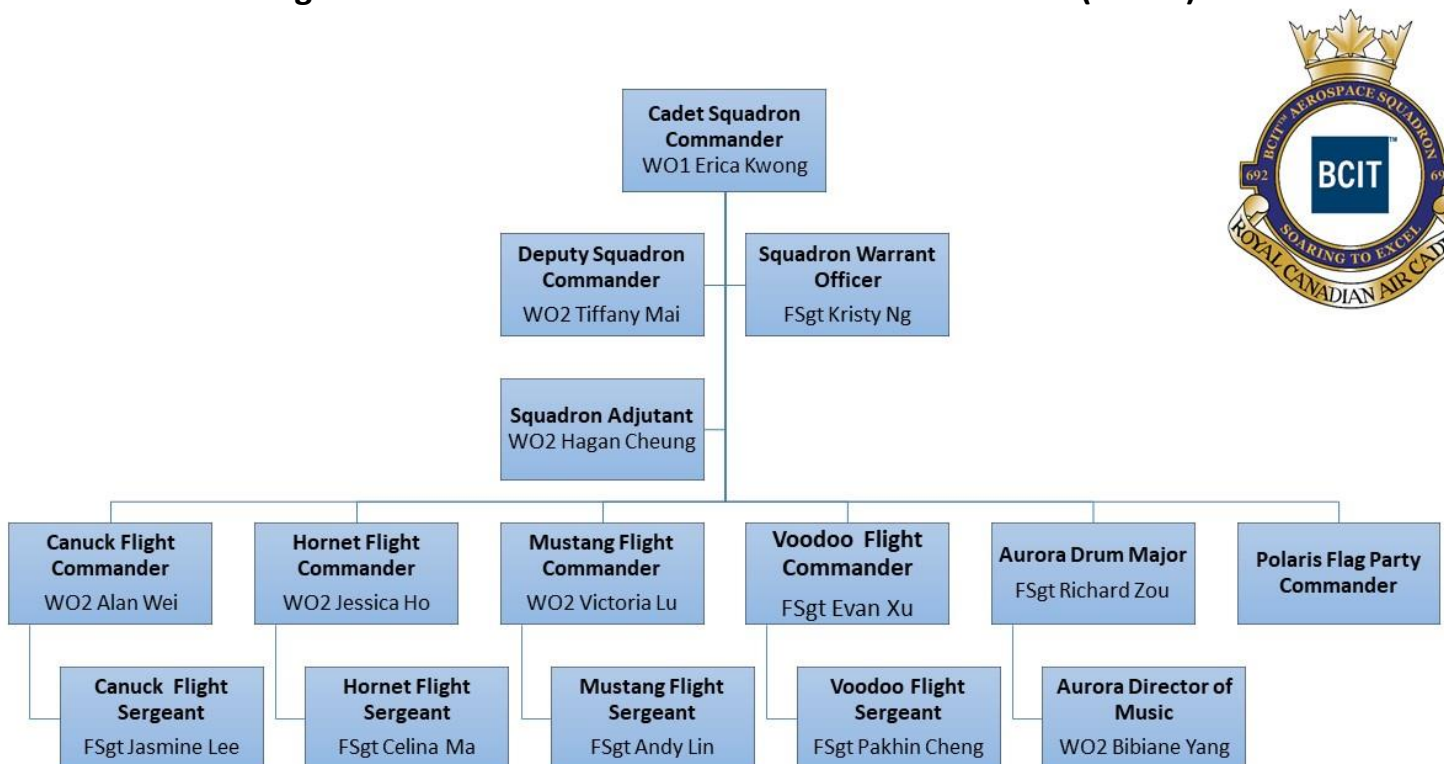 Cadet Squadron
Commander
WO1 Erica Kwong
BCIT™ AEROSPACE SQUADRON
692
BCIT™
SOARING TO EXCEL
ROYAL CANADIAN AIR
Deputy Squadron
Commander
WO2 Tiffany Mai
Squadron Warrant
Officer
FSgt Kristy Ng
Squadron Adjutant
WO2 Hagan Cheung
Canuck Flight
Commander
WO2 Alan Wei
Hornet Flight
Commander
WO2 Jessica Ho
Mustang Flight
Commander
WO2 Victoria Lu
Voodoo Flight
Commander
FSgt Evan Xu
Aurora Drum Major
FSgt Richard Zou
Polaris Flag Party
Commander
Canuck Flight
Sergeant
FSgt Jasmine Lee
Hornet Flight
Sergeant
FSgt Celina Ma
Mustang Flight
Sergeant
FSgt Andy Lin
Voodoo Flight
Sergeant
FSgt Pakhin Cheng
Aurora Director of
Music
WO2 Bibiane Yang